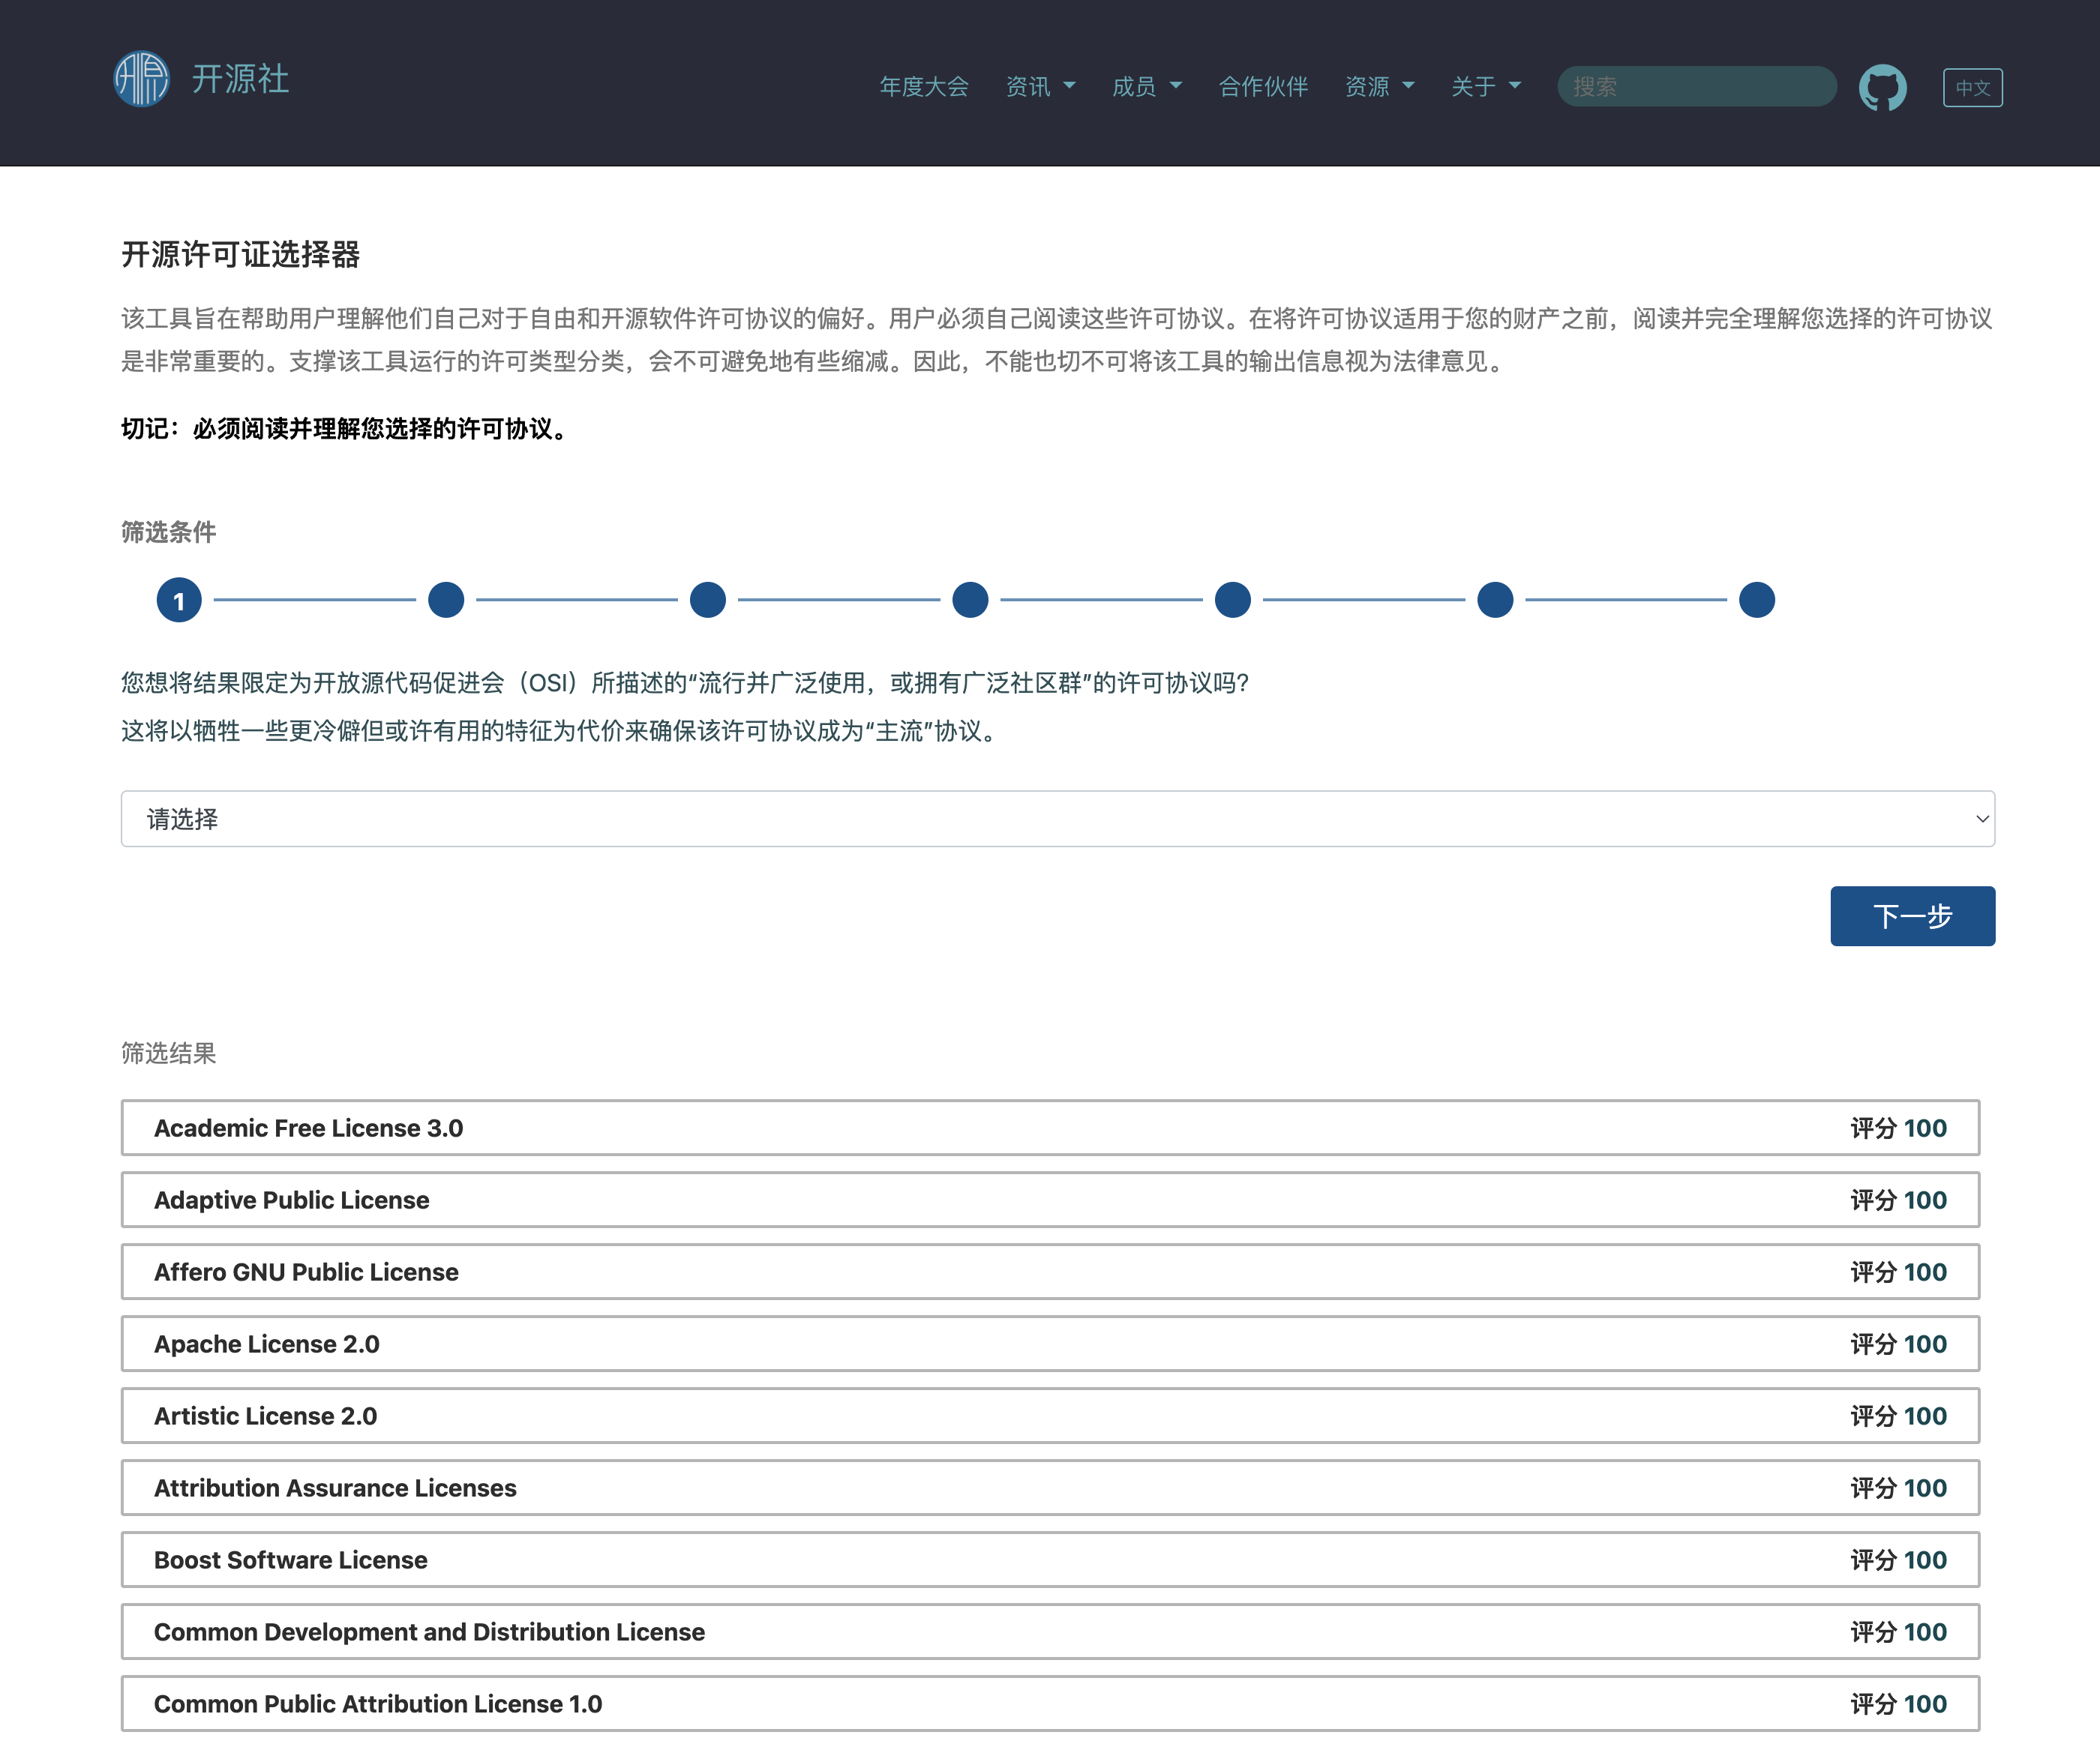 开源社
年度大会 资讯 成员 合作伙伴 资源 关于 搜索 中文
开源许可证选择器
该工具旨在帮助用户理解他们自己对于自由和开源软件许可协议的偏好。用户必须自己阅读这些许可协议。在将许可协议适用于您的财产之前，阅读并完全理解您选择的许可协议
是非常重要的。支撑该工具运行的许可类型分类，会不可避免地有些缩减。因此，不能也切不可将该工具的输出信息视为法律意见。
切记：必须阅读并理解您选择的许可协议。
筛选条件
1
您想将结果限定为开放源代码促进会（OSI）所描述的“流行并广泛使用，或拥有广泛社区群”的许可协议吗?
这将以牺牲一些更冷僻但或许有用的特征为代价来确保该许可协议成为“主流”协议。
请选择
下一步
筛选结果
Academic Free License 3.0 评分 100
Adaptive Public License 评分 100
Affero GNU Public License 评分 100
Apache License 2.0 评分 100
Artistic License 2.0 评分 100
Attribution Assurance Licenses 评分 100
Boost Software License 评分 100
Common Development and Distribution License 评分 100
Common Public Attribution License 1.0 评分 100